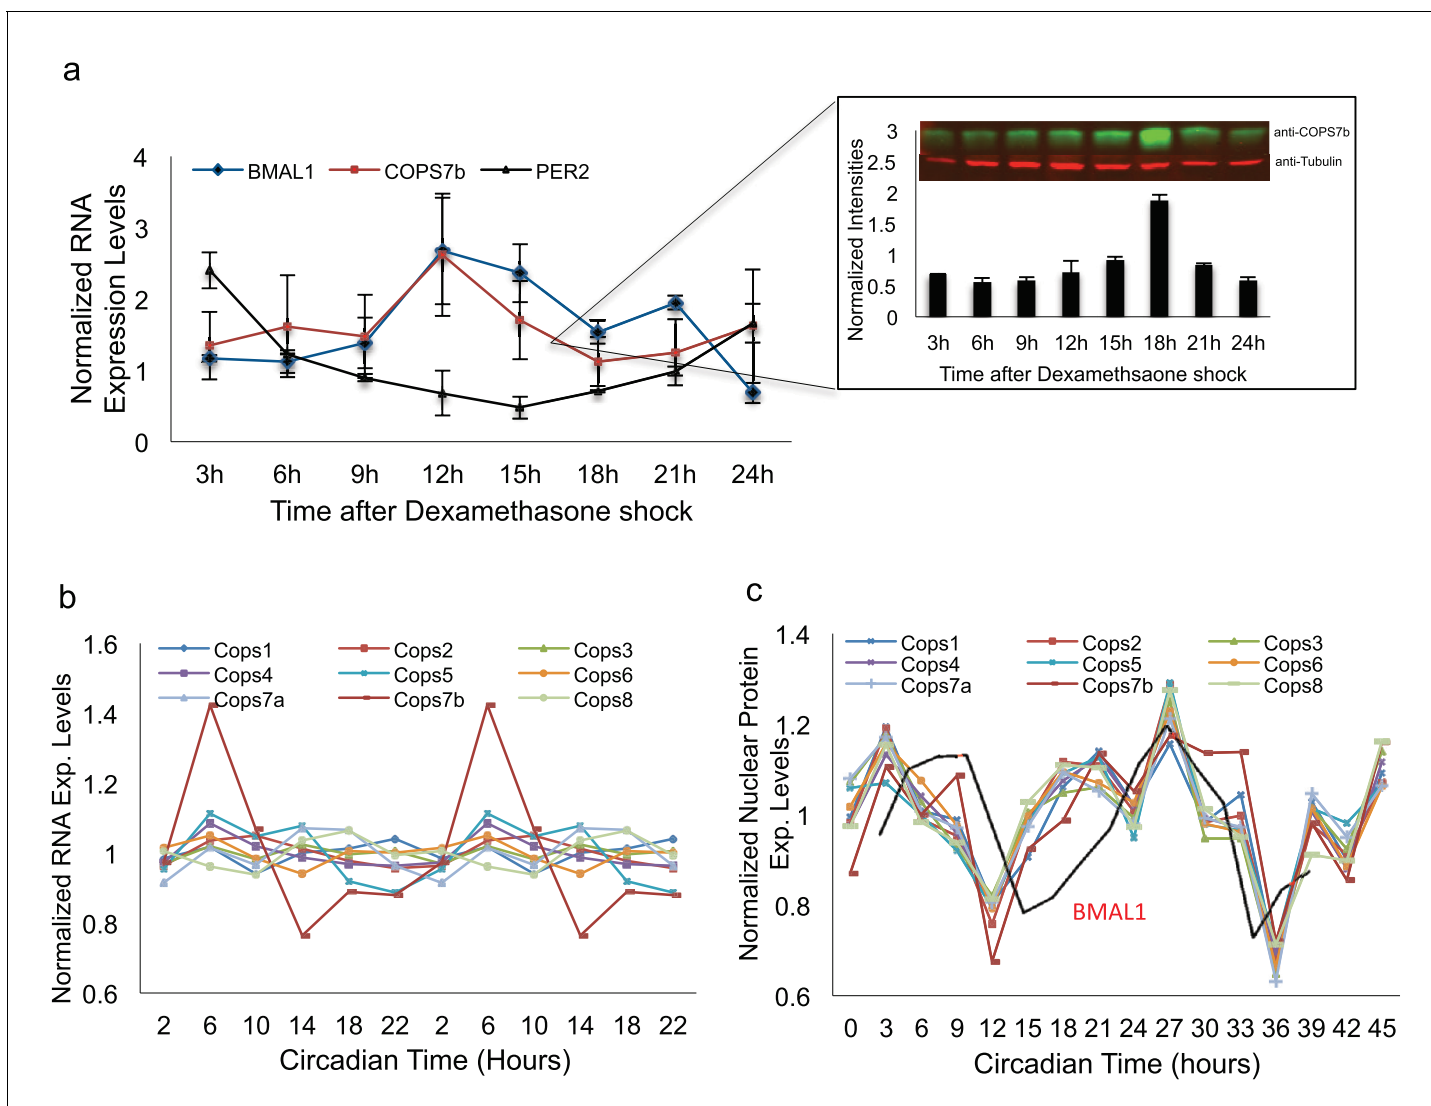 a
Normalized RNA
Expression Levels
4
3
2
1
0
BMAL1 COPS7b PER2
3h 6h 9h 12h 15h 18h 21h 24h
Time after Dexamethasone shock
Normalized Intensities
3
2.5
2
1.5
1
0.5
0
anti-COPS7b
anti-Tubulin
3h 6h 9h 12h 15h 18h 21h 24h
Time after Dexamethsaone shock
b
Normalized RNA Exp. Levels
1.6
1.4
1.2
1
0.8
0.6
Cops1 Cops2 Cops3
Cops4 Cops5 Cops6
Cops7a Cops7b Cops8
2 6 10 14 18 22 2 6 10 14 18 22
Circadian Time (Hours)
c
Normalized Nuclear Protein
Exp. Levels
1.4
1.2
1
0.8
0.6
Cops1 Cops2 Cops3
Cops4 Cops5 Cops6
Cops7a Cops7b Cops8
BMAL1
0 3 6 9 12 15 18 21 24 27 30 33 36 39 42 45
Circadian Time (hours)